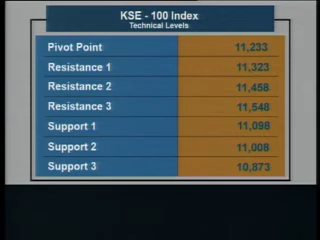 KSE - 100 Index
Technical Levels
Pivot Point 11,233
Resistance 1 11,323
Resistance 2 11,458
Resistance 3 11,548
Support 1 11,098
Support 2 11,008
Support 3 10,873